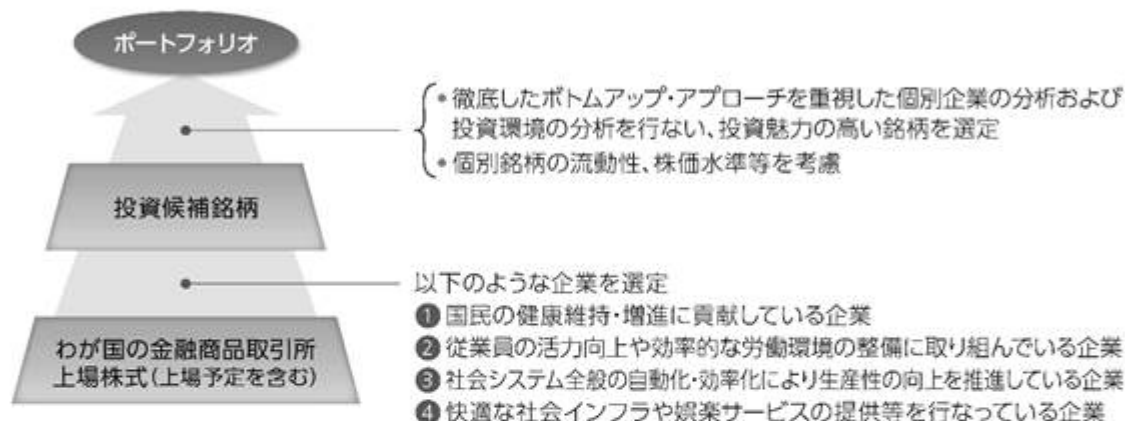 ポートフォリオ
•徹底したボトムアップ・アプローチを重視した個別企業の分析および
投資環境の分析を行ない、投資魅力の高い銘柄を選定
•個別銘柄の流動性、株価水準等を考慮
投資候補銘柄
以下のような企業を選定
❶国民の健康維持・増進に貢献している企業
❷従業員の活力向上や効率的な労働環境の整備に取り組んでいる企業
❸社会システム全般の自動化・効率化により生産性の向上を推進している企業
❹快適な社会インフラや娯楽サービスの提供等を行なっている企業
わが国の金融商品取引所
上場株式(上場予定を含む)